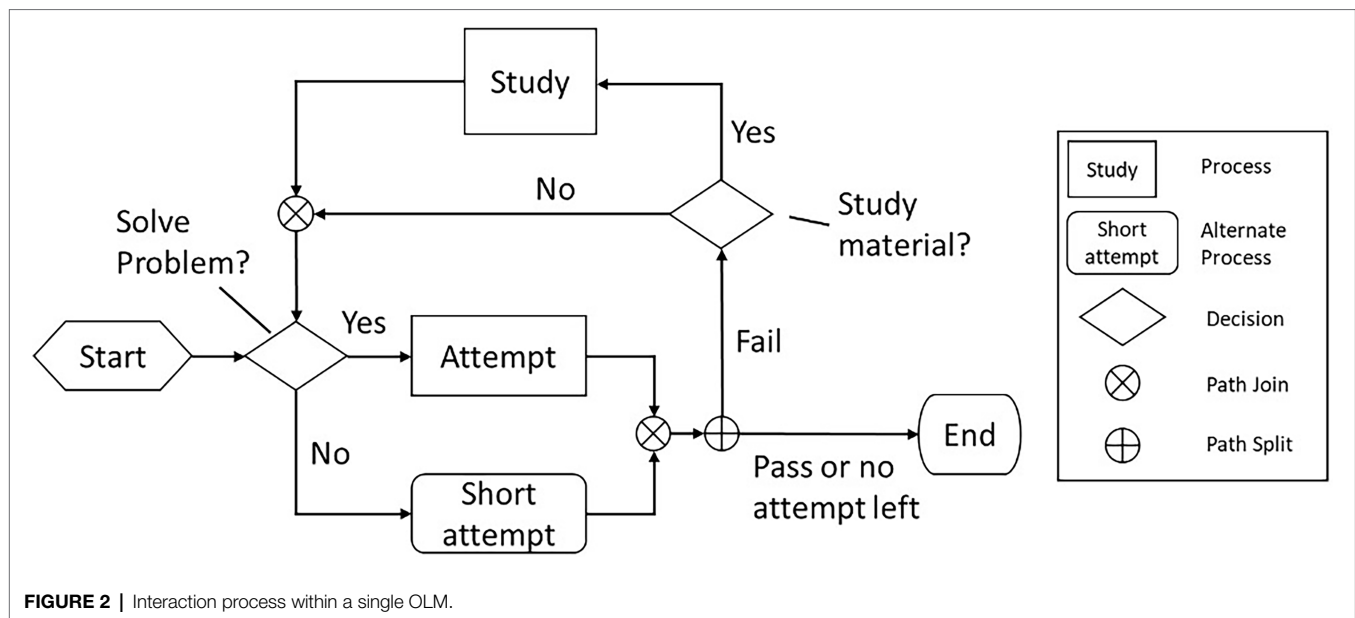 Study
Yes
No
Solve
Problem?
Study
material?
Start
Yes
Attempt
Fail
No
Short
attempt
End
Pass or no
attempt left
Study
Process
Short
attempt
Alternate
Process
Decision
Path Join
Path Split
FIGURE 2 | Interaction process within a single OLM.